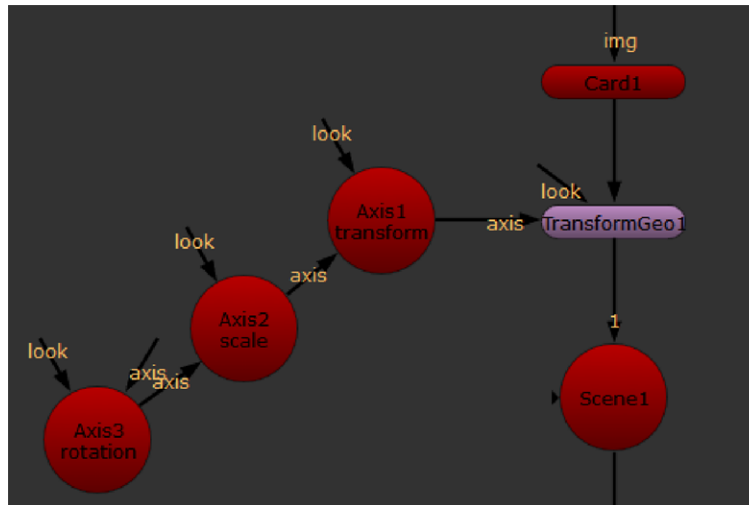 img
Card1
look
Axis1
transform
look
axis
TransformGeo1
look
axis
Axis2
scale
1
look
axis
axis
Scene1
Axis3
rotation